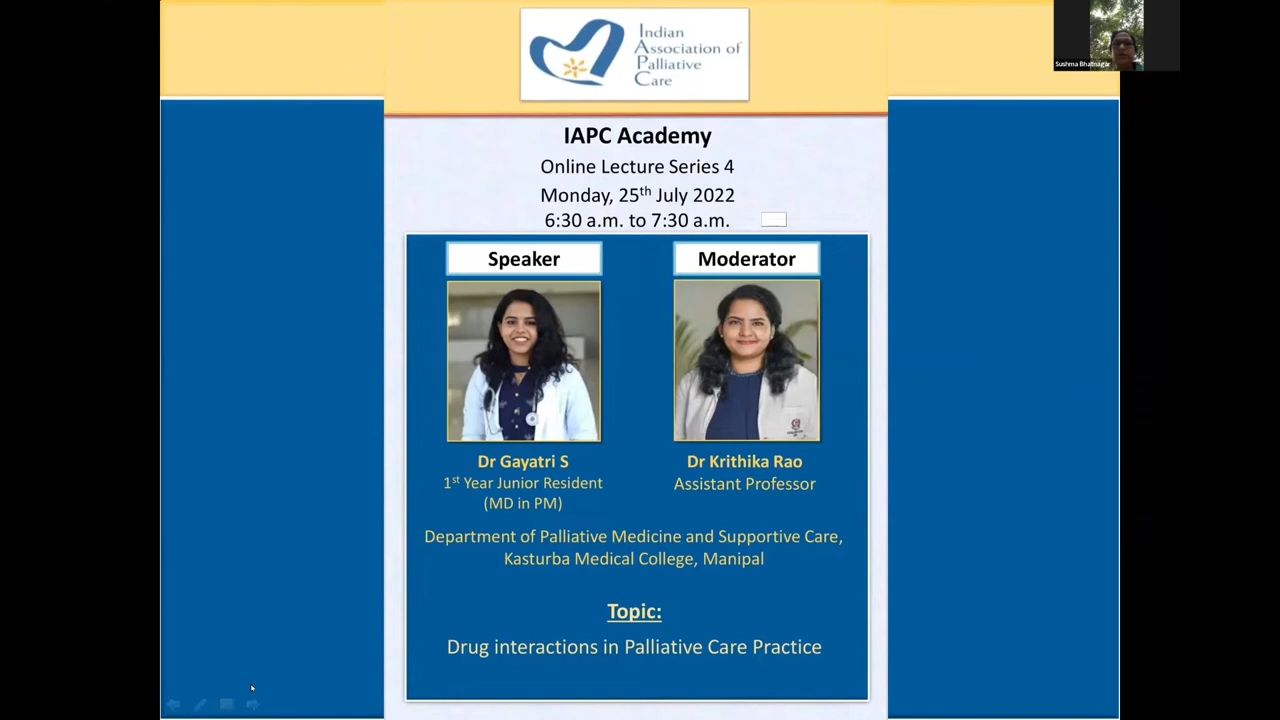 Indian
Association of
Palliative
Care
Sushma Bhatnagar
IAPC Academy
Online Lecture Series 4
Monday, 25th July 2022
6:30 a.m. to 7:30 a.m.
Speaker
Moderator
Dr Gayatri S
1st Year Junior Resident
(MD in PM)
Dr Krithika Rao
Assistant Professor
Department of Palliative Medicine and Supportive Care,
Kasturba Medical College, Manipal
Topic:
Drug interactions in Palliative Care Practice